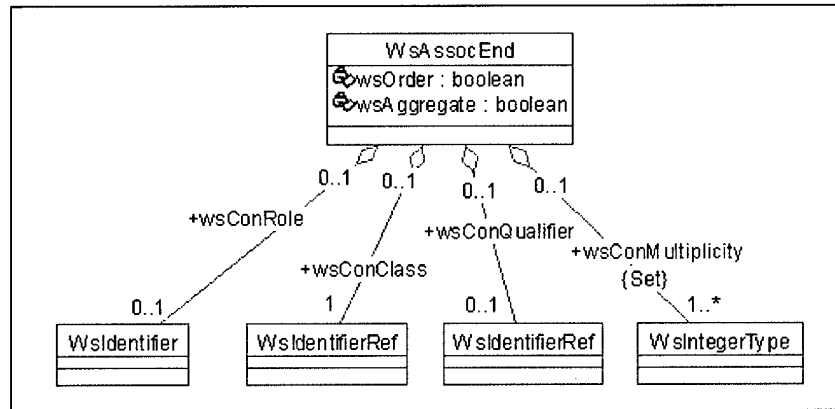 WsAssocEnd
wsOrder : boolean
wsAggregate : boolean
0..1
0..1
0..1
0..1
+wsConRole
+wsConQualifier
+wsConMultiplicity
+wsConClass
{Set}
0..1
1
0..1
1..*
WsIdentifier
WsIdentifierRef
WsIdentifierRef
WsIntegerType